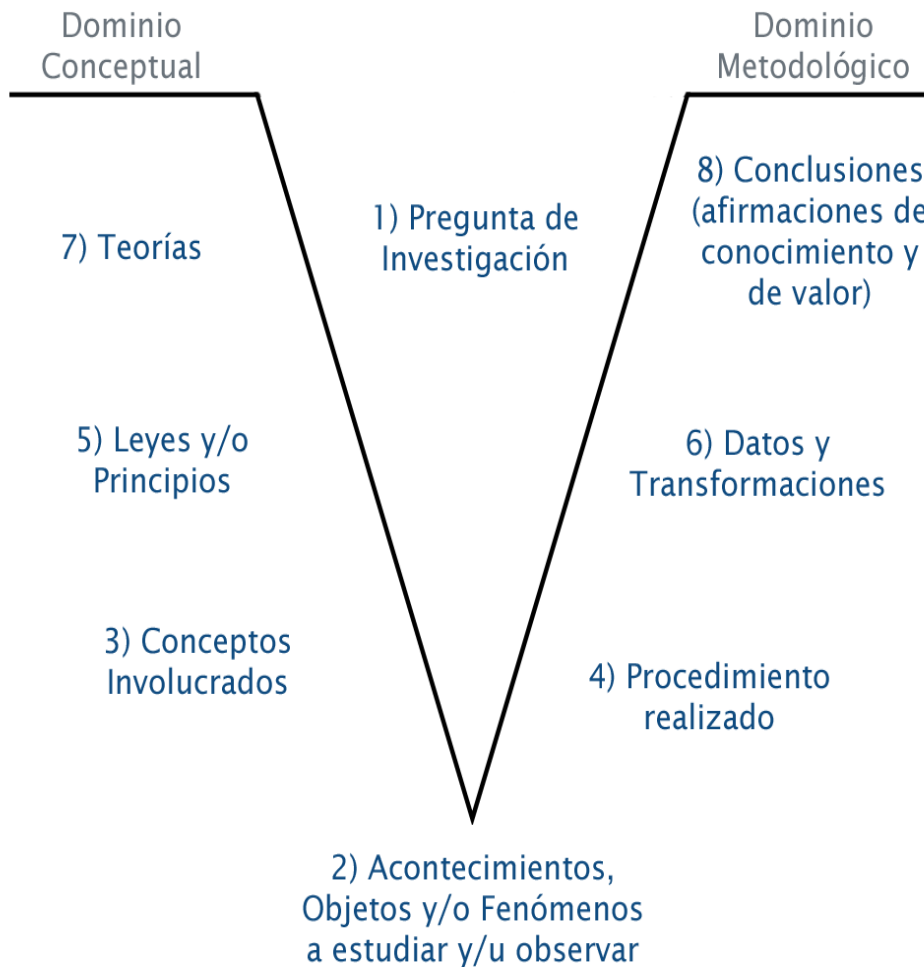 Dominio
Conceptual
Dominio
Metodológico
7) Teorías
1) Pregunta de
Investigación
8) Conclusiones
(afirmaciones de
conocimiento y
de valor)
5) Leyes y/o
Principios
6) Datos y
Transformaciones
3) Conceptos
Involucrados
4) Procedimiento
realizado
2) Acontecimientos,
Objetos y/o Fenómenos
a estudiar y/u observar